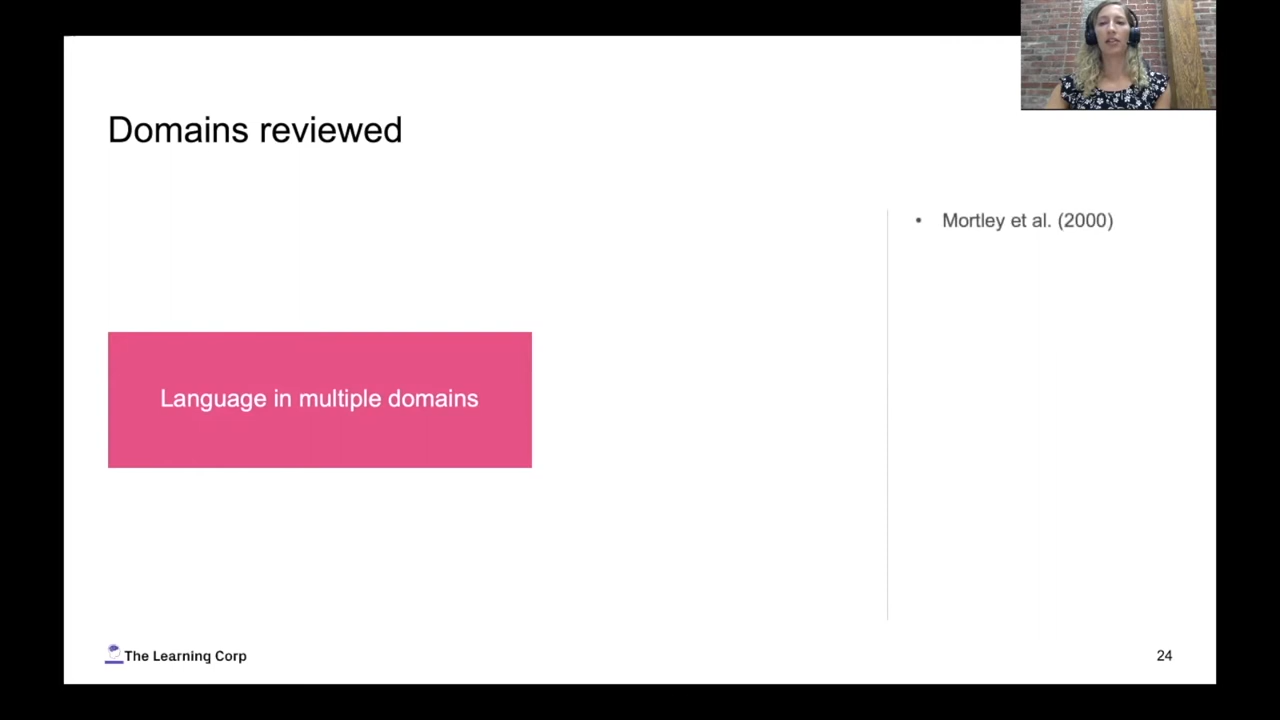 Domains reviewed
• Mortley et al. (2000)
Language in multiple domains
The Learning Corp
24